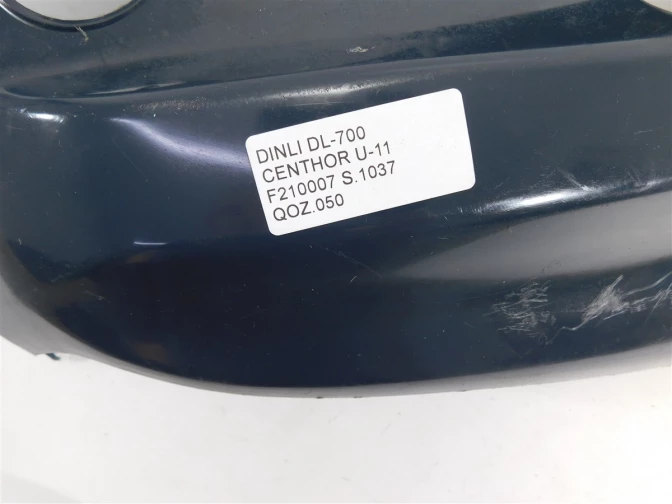 DINLI DL-700
CENTHOR U-11
F210007 S.1037
QOZ.050